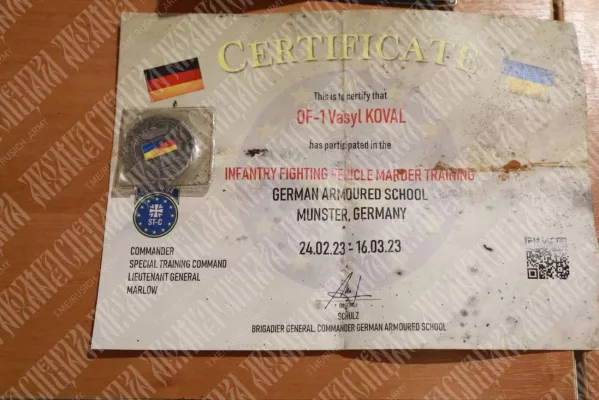 CERTIFICATE
This is to certify that
OF-1 Vasyl KOVAL
has participated in the
INFANTRY FIGHTING VEHICLE MARDER TRAINING
GERMAN ARMOURED SCHOOL
MUNSTER, GERMANY
24.02.23 - 16.03.23
ST-C
COMMANDER
SPECIAL TRAINING COMMAND
LIEUTENANT GENERAL
MARLOW
SCHULZ
BRIGADIER GENERAL, COMMANDER GERMAN ARMOURED SCHOOL